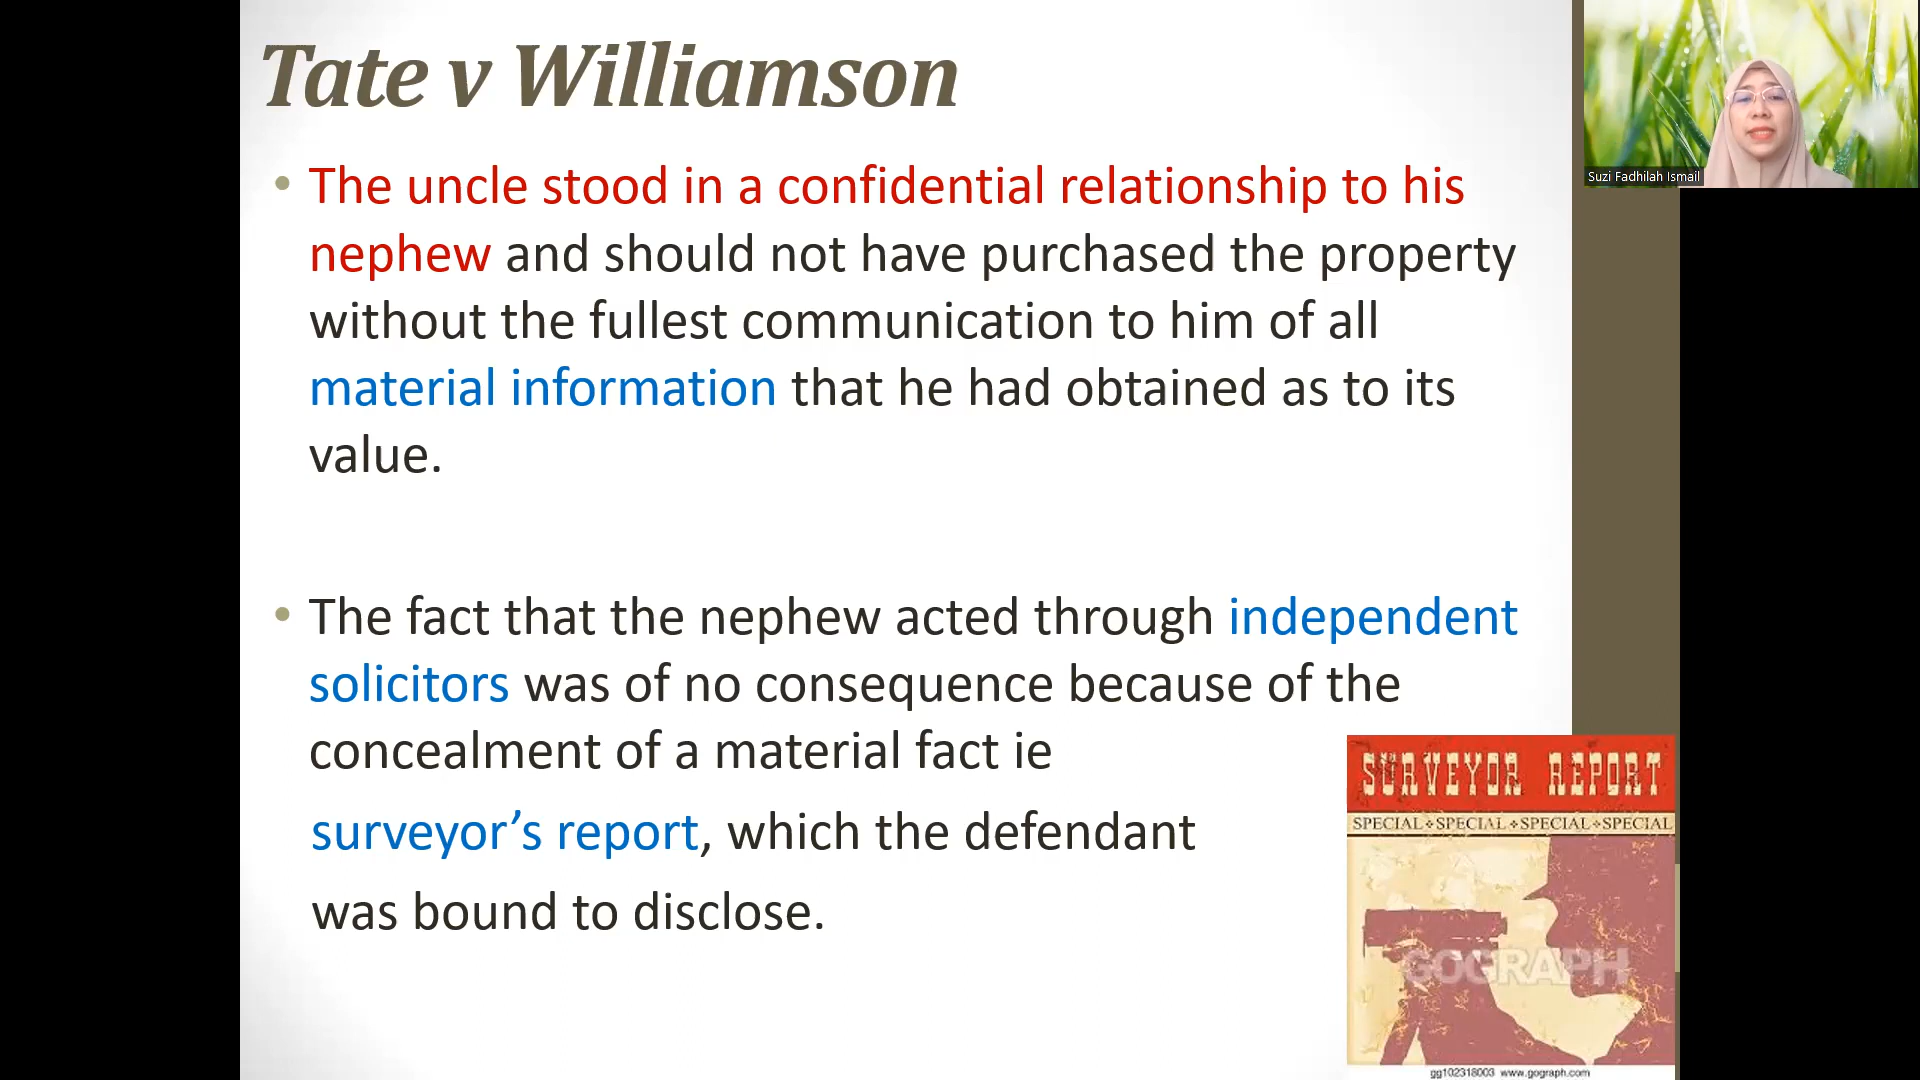 Tate v Williamson
• The uncle stood in a confidential relationship to his
nephew and should not have purchased the property
without the fullest communication to him of all
material information that he had obtained as to its
value.
• The fact that the nephew acted through independent
solicitors was of no consequence because of the
concealment of a material fact ie
surveyor’s report, which the defendant
was bound to disclose.
Suzi Fadhilah Ismail
SURVEYOR REPORT
SPECIAL❖SPECIAL❖SPECIAL❖SPECIAL
GOGRAPH
gg102318003 www.gograph.com